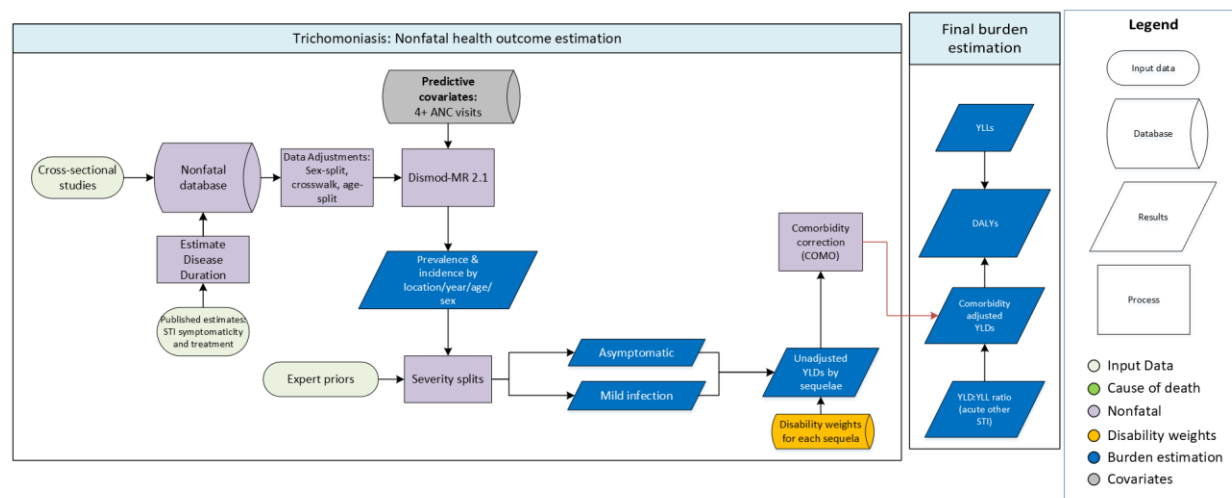 Trichomoniasis: Nonfatal health outcome estimation
Predictive
covariates:
4+ ANC visits
Cross-sectional
studies
Nonfatal
database
Data Adjustments:
Sex-split,
crosswalk, age-
split
Dismod-MR 2.1
Estimate
Disease
Duration
Published estimates:
STI symptomaticity
and treatment
Prevalence &
incidence by
location/year/age/
sex
Expert priors
Severity splits
Asymptomatic
Mild infection
Comorbidity
correction
(COMO)
Unadjusted
YLDs by
sequelae
Disability weights
for each sequela
Final burden
estimation
YLLs
DALYs
Comorbidity
adjusted
YLDs
YLD:YLL ratio
(acute other
STI)
Legend
Input data
Database
Results
Process
Input Data
Cause of death
Nonfatal
Disability weights
Burden estimation
Covariates